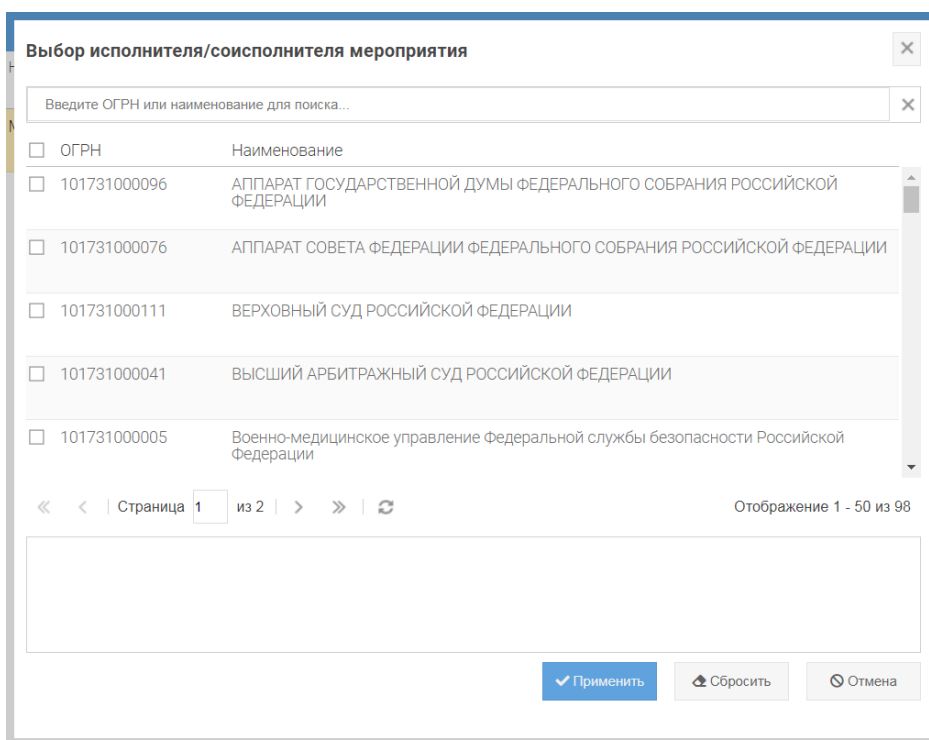 Выбор исполнителя/соисполнителя мероприятия
Введите ОГРН или наименование для поиска...
ОГРН Наименование
101731000096 АППАРАТ ГОСУДАРСТВЕННОЙ ДУМЫ ФЕДЕРАЛЬНОГО СОБРАНИЯ РОССИЙСКОЙ
ФЕДЕРАЦИИ
101731000076 АППАРАТ СОВЕТА ФЕДЕРАЦИИ ФЕДЕРАЛЬНОГО СОБРАНИЯ РОССИЙСКОЙ ФЕДЕРАЦИИ
101731000111 ВЕРХОВНЫЙ СУД РОССИЙСКОЙ ФЕДЕРАЦИИ
101731000041 ВЫСШИЙ АРБИТРАЖНЫЙ СУД РОССИЙСКОЙ ФЕДЕРАЦИИ
101731000005 Военно-медицинское управление Федеральной службы безопасности Российской
Федерации
Страница 1 из 2 Отображение 1 - 50 из 98
Применить Сбросить Отмена